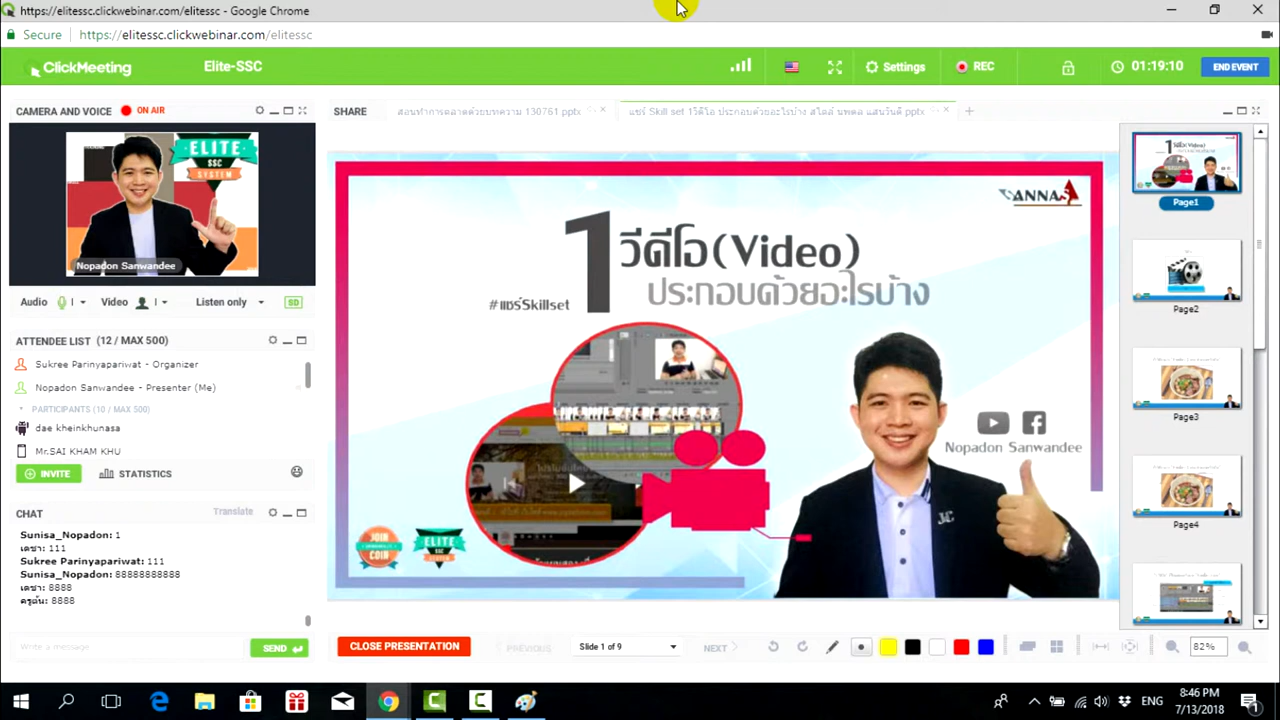 https://elitessc.clickwebinar.com/elitessc - Google Chrome
Secure
https://elitessc.clickwebinar.com/elitessc
ClickMeeting
Elite-SSC
Settings
REC
01:19:10
END EVENT
CAMERA AND VOICE
ON AIR
SHARE
สอนทำการตลาดด้วยบทความ 130761.pptx
แชร์ Skill set 1วีดีโอ ประกอบด้วยอะไรบ้าง สไตล์ นพดล แสนวันดี.pptx
ELITE
SSC
SYSTEM
Nopadon Sanwandee
Audio
Video
Listen only
SD
ATTENDEE LIST (12 / MAX 500)
Sukree Parinyapariwat - Organizer
Nopadon Sanwandee - Presenter (Me)
PARTICIPANTS (10 / MAX 500)
dae kheinkhunasa
Mr.SAI KHAM KHU
INVITE
STATISTICS
CHAT
Translate
Sunisa_Nopadon: 1
เดชา: 111
Sukree Parinyapariwat: 111
Sunisa_Nopadon: 88888888888
เดชา: 8888
ครูต้น: 8888
Write a message
SEND
SANNA
1 วีดีโอ(Video)
ประกอบด้วยอะไรบ้าง
#แชร์Skillset
Nopadon Sanwandee
JOIN
COIN
ELITE
SSC
SYSTEM
Page1
Page2
Page3
Page4
CLOSE PRESENTATION
PREVIOUS
Slide 1 of 9
NEXT
82%
ENG
8:46 PM
7/13/2018